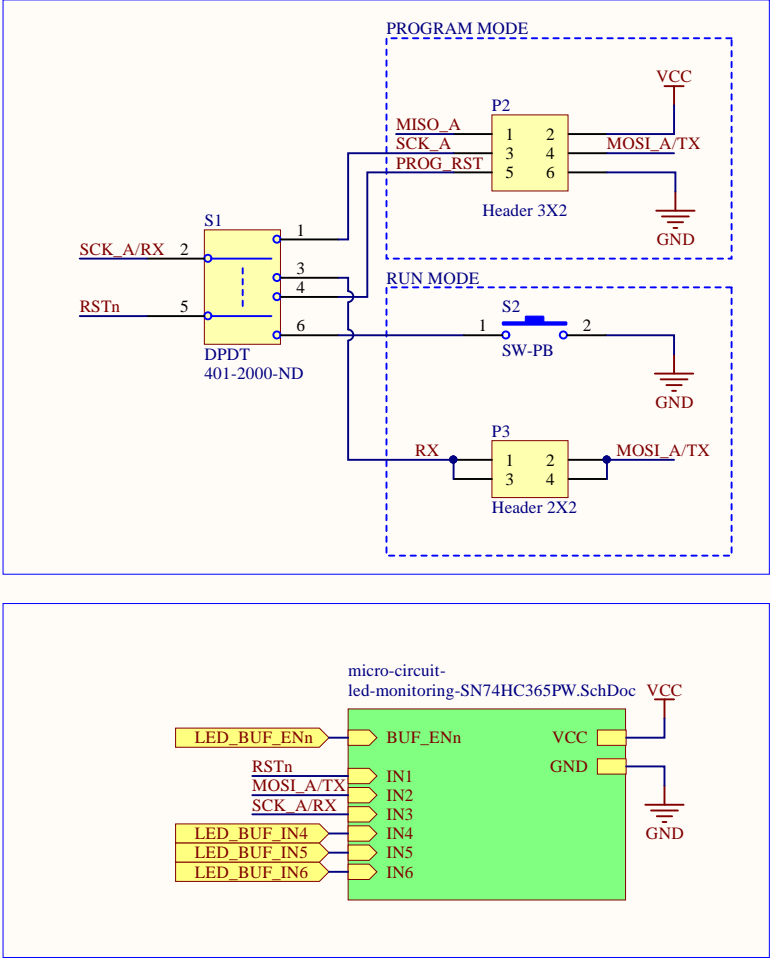 PROGRAM MODE
VCC
P2
MISO_A 1 2
SCK_A 3 4 MOSI_A/TX
PROG_RST 5 6
Header 3X2
GND
S1
1
SCK_A/RX 2
3
4
RSTn 5
6
DPDT
401-2000-ND
RUN MODE
S2
1 2
SW-PB
GND
P3
RX 1 2 MOSI_A/TX
3 4
Header 2X2
micro-circuit-
led-monitoring-SN74HC365PW.SchDoc
VCC
LED_BUF_ENn BUF_ENn VCC
GND
RSTn IN1
MOSI_A/TX IN2
SCK_A/RX IN3
LED_BUF_IN4 IN4
GND
LED_BUF_IN5 IN5
LED_BUF_IN6 IN6